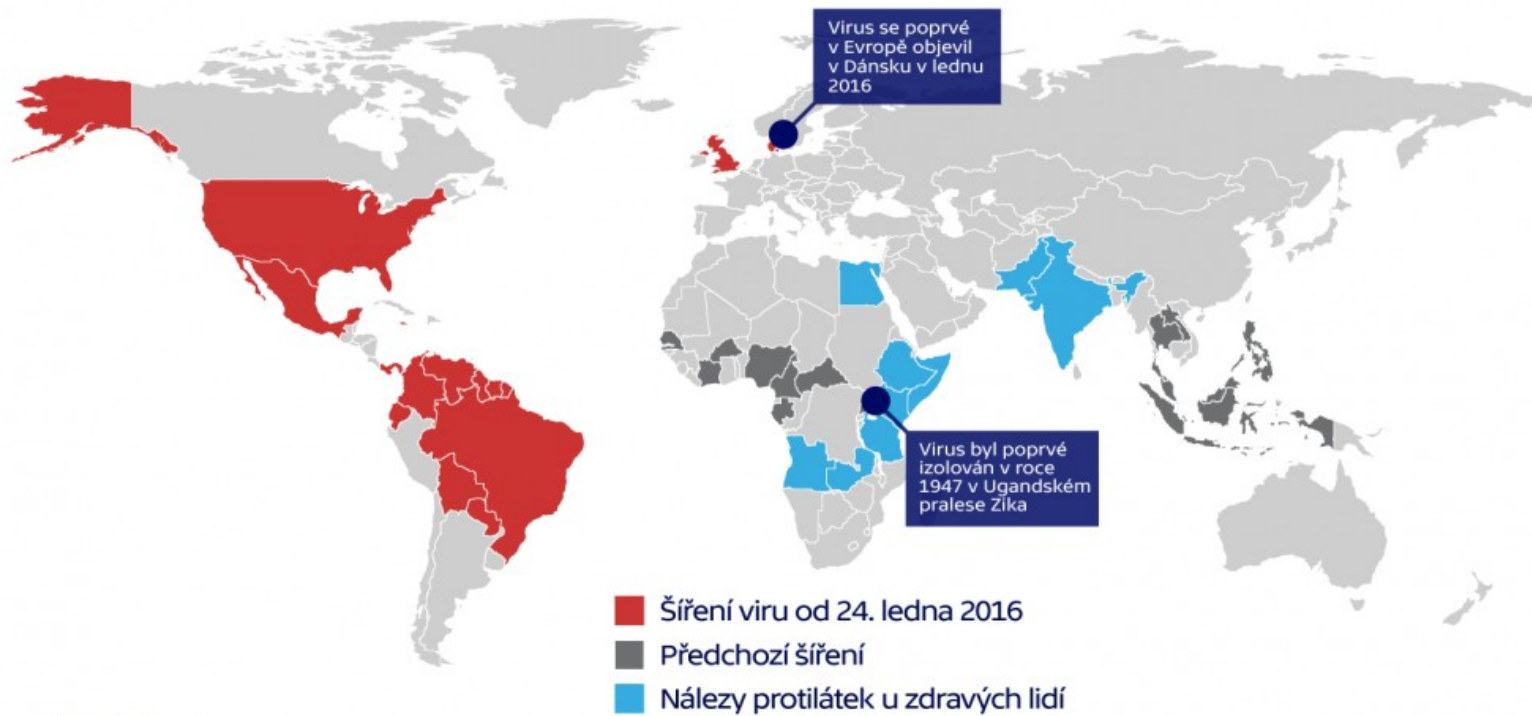 Virus se poprvé
v Evropě objevil
v Dánsku v lednu
2016
Virus byl poprvé
izolován v roce
1947 v Ugandském
pralese Zika
Šíření viru od 24. ledna 2016
Předchozí šíření
Nálezy protilátek u zdravých lidí